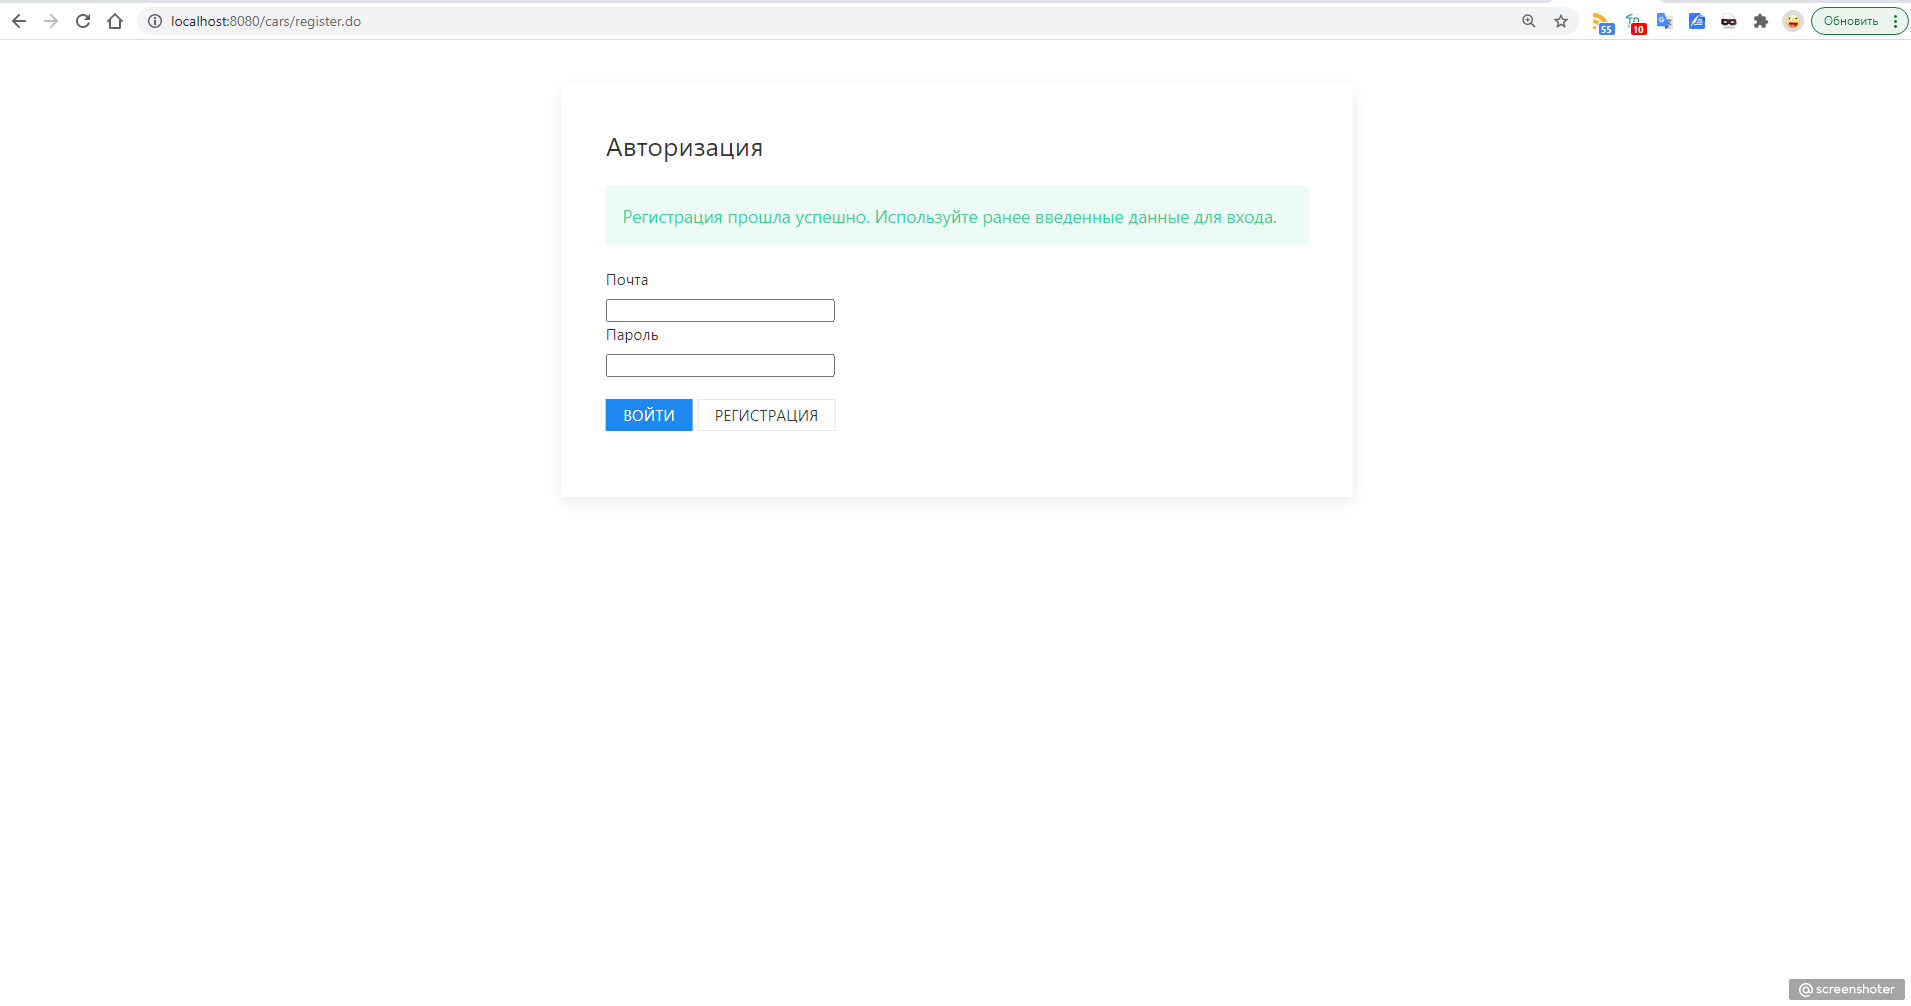 localhost:8080/cars/register.do
55
10
Обновить
Авторизация
Регистрация прошла успешно. Используйте ранее введенные данные для входа.
Почта
Пароль
ВОЙТИ
РЕГИСТРАЦИЯ
@screenshoter